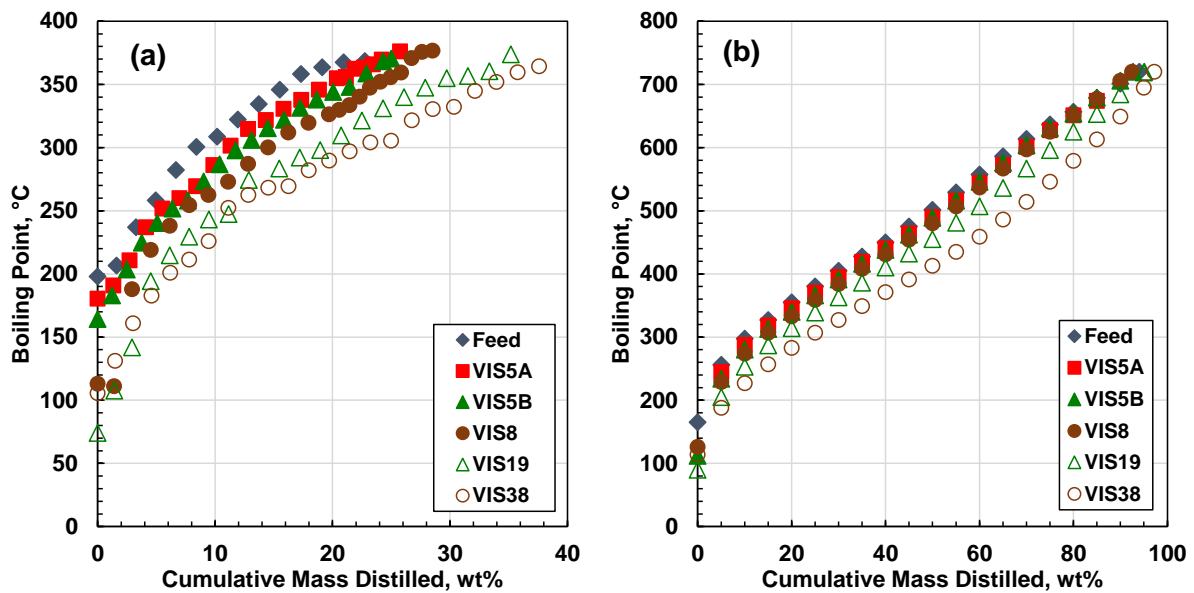 (a)
400
350
300
250
200
150
100
50
0
Boiling Point, °C
0
10
20
30
40
Cumulative Mass Distilled, wt%
Feed
VIS5A
VIS5B
VIS8
VIS19
VIS38
(b)
800
700
600
500
400
300
200
100
0
Boiling Point, °C
0
20
40
60
80
100
Cumulative Mass Distilled, wt%
Feed
VIS5A
VIS5B
VIS8
VIS19
VIS38